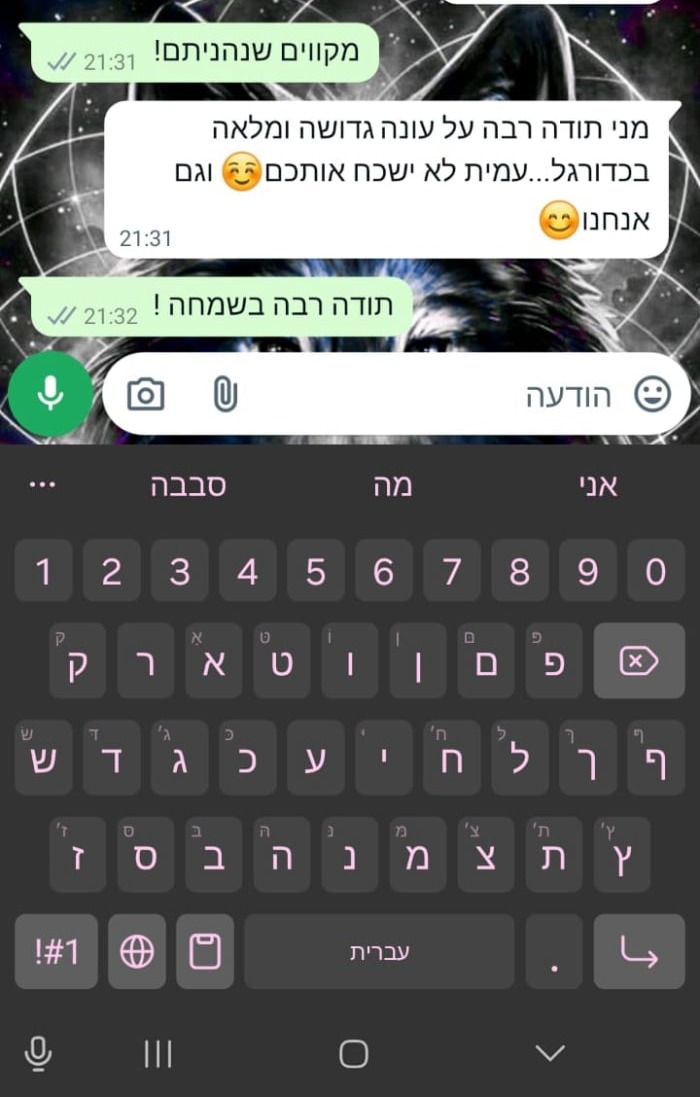 מקווים שנהניתם!
21:31
מני תודה רבה על עונה גדושה ומלאה
בכדורגל...עמית לא ישכח אותכם😊 וגם
אנחנו😊
21:31
תודה רבה בשמחה !
21:32
הודעה
אני מה סבבה ...
1 2 3 4 5 6 7 8 9 0
ק ר א ט ו ן ם פ
ש ד ג כ ע י ח ל ך ף
ז ס ב ה נ מ צ ת ץ
!#1 עברית .